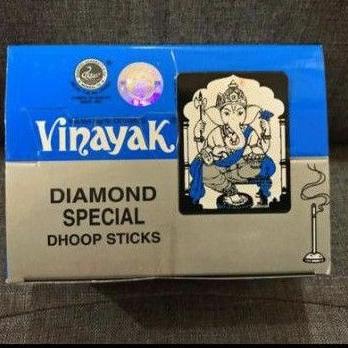 Vinayak
DIAMOND
SPECIAL
DHOOP STICKS